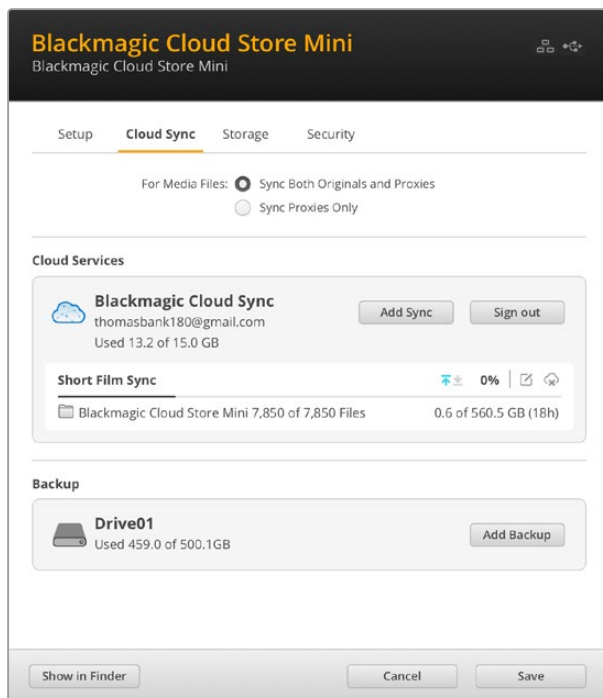 Blackmagic Cloud Store Mini
Blackmagic Cloud Store Mini
Setup Cloud Sync Storage Security
For Media Files: Sync Both Originals and Proxies
Sync Proxies Only
Cloud Services
Blackmagic Cloud Sync
thomasbank180@gmail.com
Used 13.2 of 15.0 GB
Add Sync Sign out
Short Film Sync 0%
Blackmagic Cloud Store Mini 7,850 of 7,850 Files 0.6 of 560.5 GB (18h)
Backup
Drive01
Used 459.0 of 500.1GB
Add Backup
Show in Finder Cancel Save